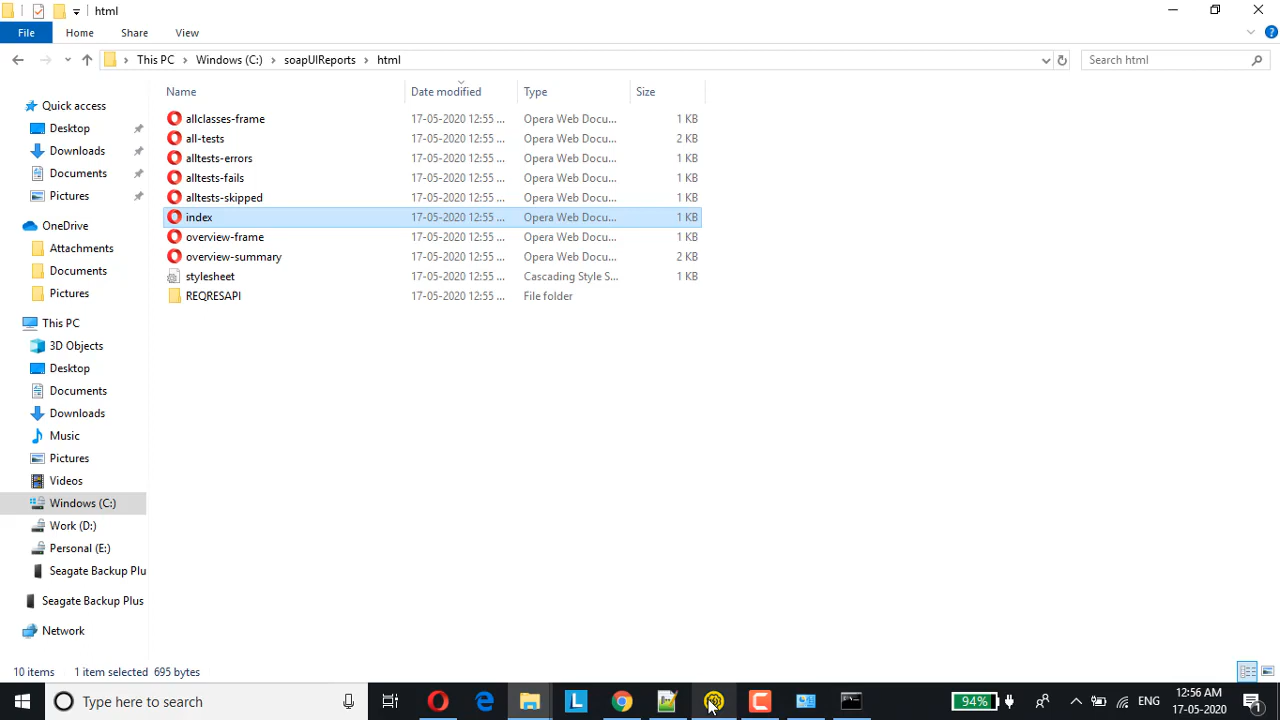 html
File Home Share View
This PC Windows (C:) soapUIReports html Search html
Name Date modified Type Size
allclasses-frame 17-05-2020 12:55 ... Opera Web Docu... 1 KB
all-tests 17-05-2020 12:55 ... Opera Web Docu... 2 KB
alltests-errors 17-05-2020 12:55 ... Opera Web Docu... 1 KB
alltests-fails 17-05-2020 12:55 ... Opera Web Docu... 1 KB
alltests-skipped 17-05-2020 12:55 ... Opera Web Docu... 1 KB
index 17-05-2020 12:55 ... Opera Web Docu... 1 KB
overview-frame 17-05-2020 12:55 ... Opera Web Docu... 1 KB
overview-summary 17-05-2020 12:55 ... Opera Web Docu... 2 KB
stylesheet 17-05-2020 12:55 ... Cascading Style S... 1 KB
REQRESAPI 17-05-2020 12:55 ... File folder
Quick access
Desktop
Downloads
Documents
Pictures
OneDrive
Attachments
Documents
Pictures
This PC
3D Objects
Desktop
Documents
Downloads
Music
Pictures
Videos
Windows (C:)
Work (D:)
Personal (E:)
Seagate Backup Plu
Seagate Backup Plus
Network
10 items 1 item selected 695 bytes
Type here to search
94%
ENG
12:56 AM
17-05-2020
1